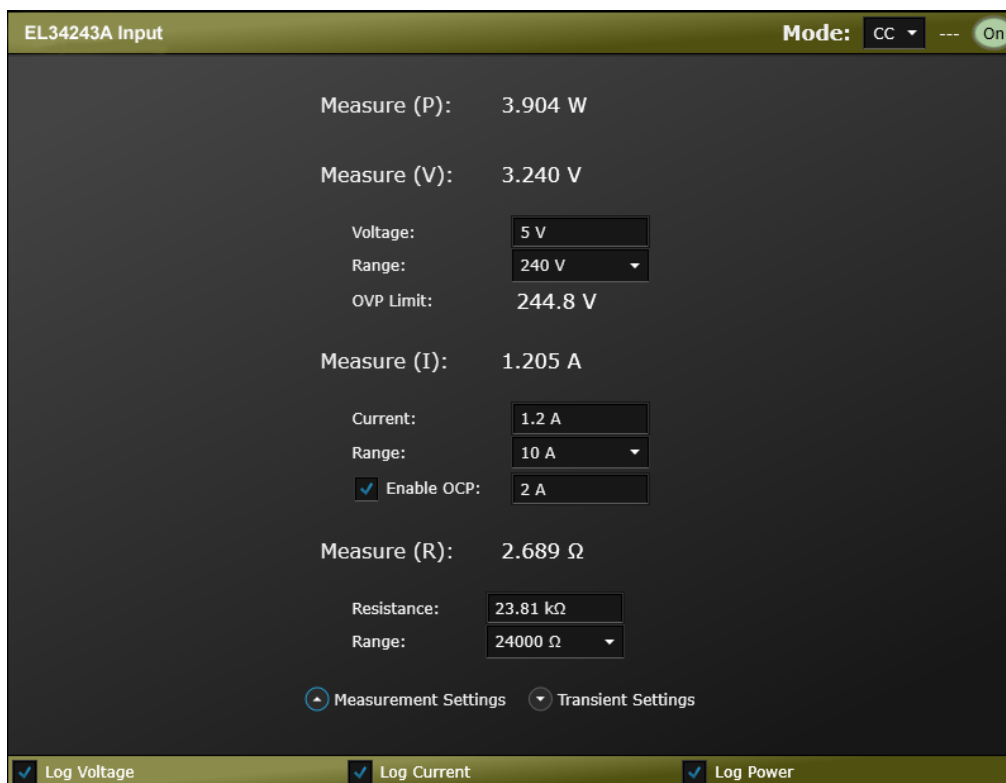 EL34243A Input Mode: CC --- On
Measure (P): 3.904 W
Measure (V): 3.240 V
Voltage: 5 V
Range: 240 V
OVP Limit: 244.8 V
Measure (I): 1.205 A
Current: 1.2 A
Range: 10 A
Enable OCP: 2 A
Measure (R): 2.689 Ω
Resistance: 23.81 kΩ
Range: 24000 Ω
Measurement Settings Transient Settings
Log Voltage Log Current Log Power